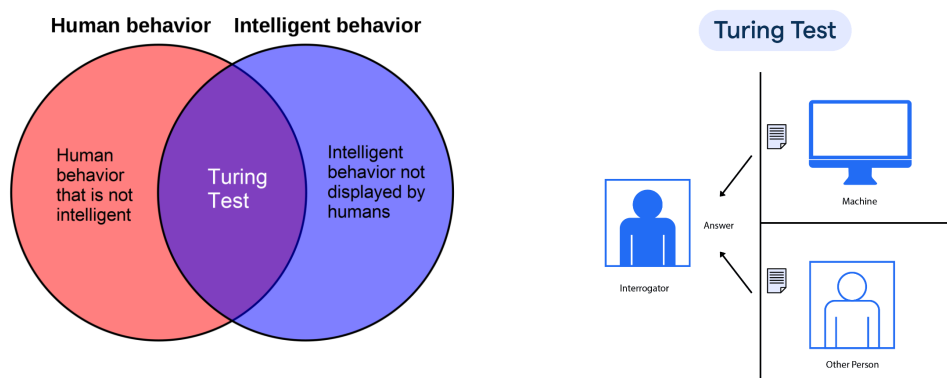 Human behavior
Intelligent behavior
Human
behavior
that is not
intelligent
Turing
Test
Intelligent
behavior not
displayed by
humans
Turing Test
Machine
Answer
Interrogator
Other Person